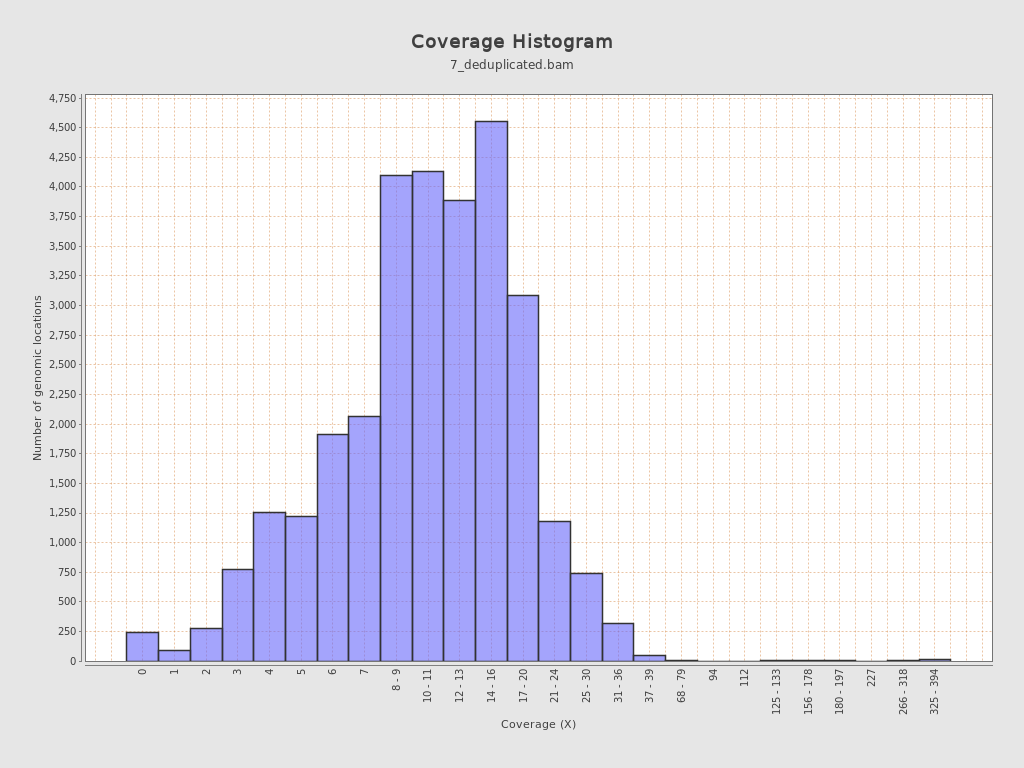 Coverage Histogram
7_deduplicated.bam
Number of genomic locations
4,750
4,500
4,250
4,000
3,750
3,500
3,250
3,000
2,750
2,500
2,250
2,000
1,750
1,500
1,250
1,000
750
500
250
0
0
1
2
3
4
5
6
7
8 - 9
10 - 11
12 - 13
14 - 16
17 - 20
21 - 24
25 - 30
31 - 36
37 - 39
68 - 79
94
112
125 - 133
156 - 178
180 - 197
227
266 - 318
325 - 394
Coverage (X)